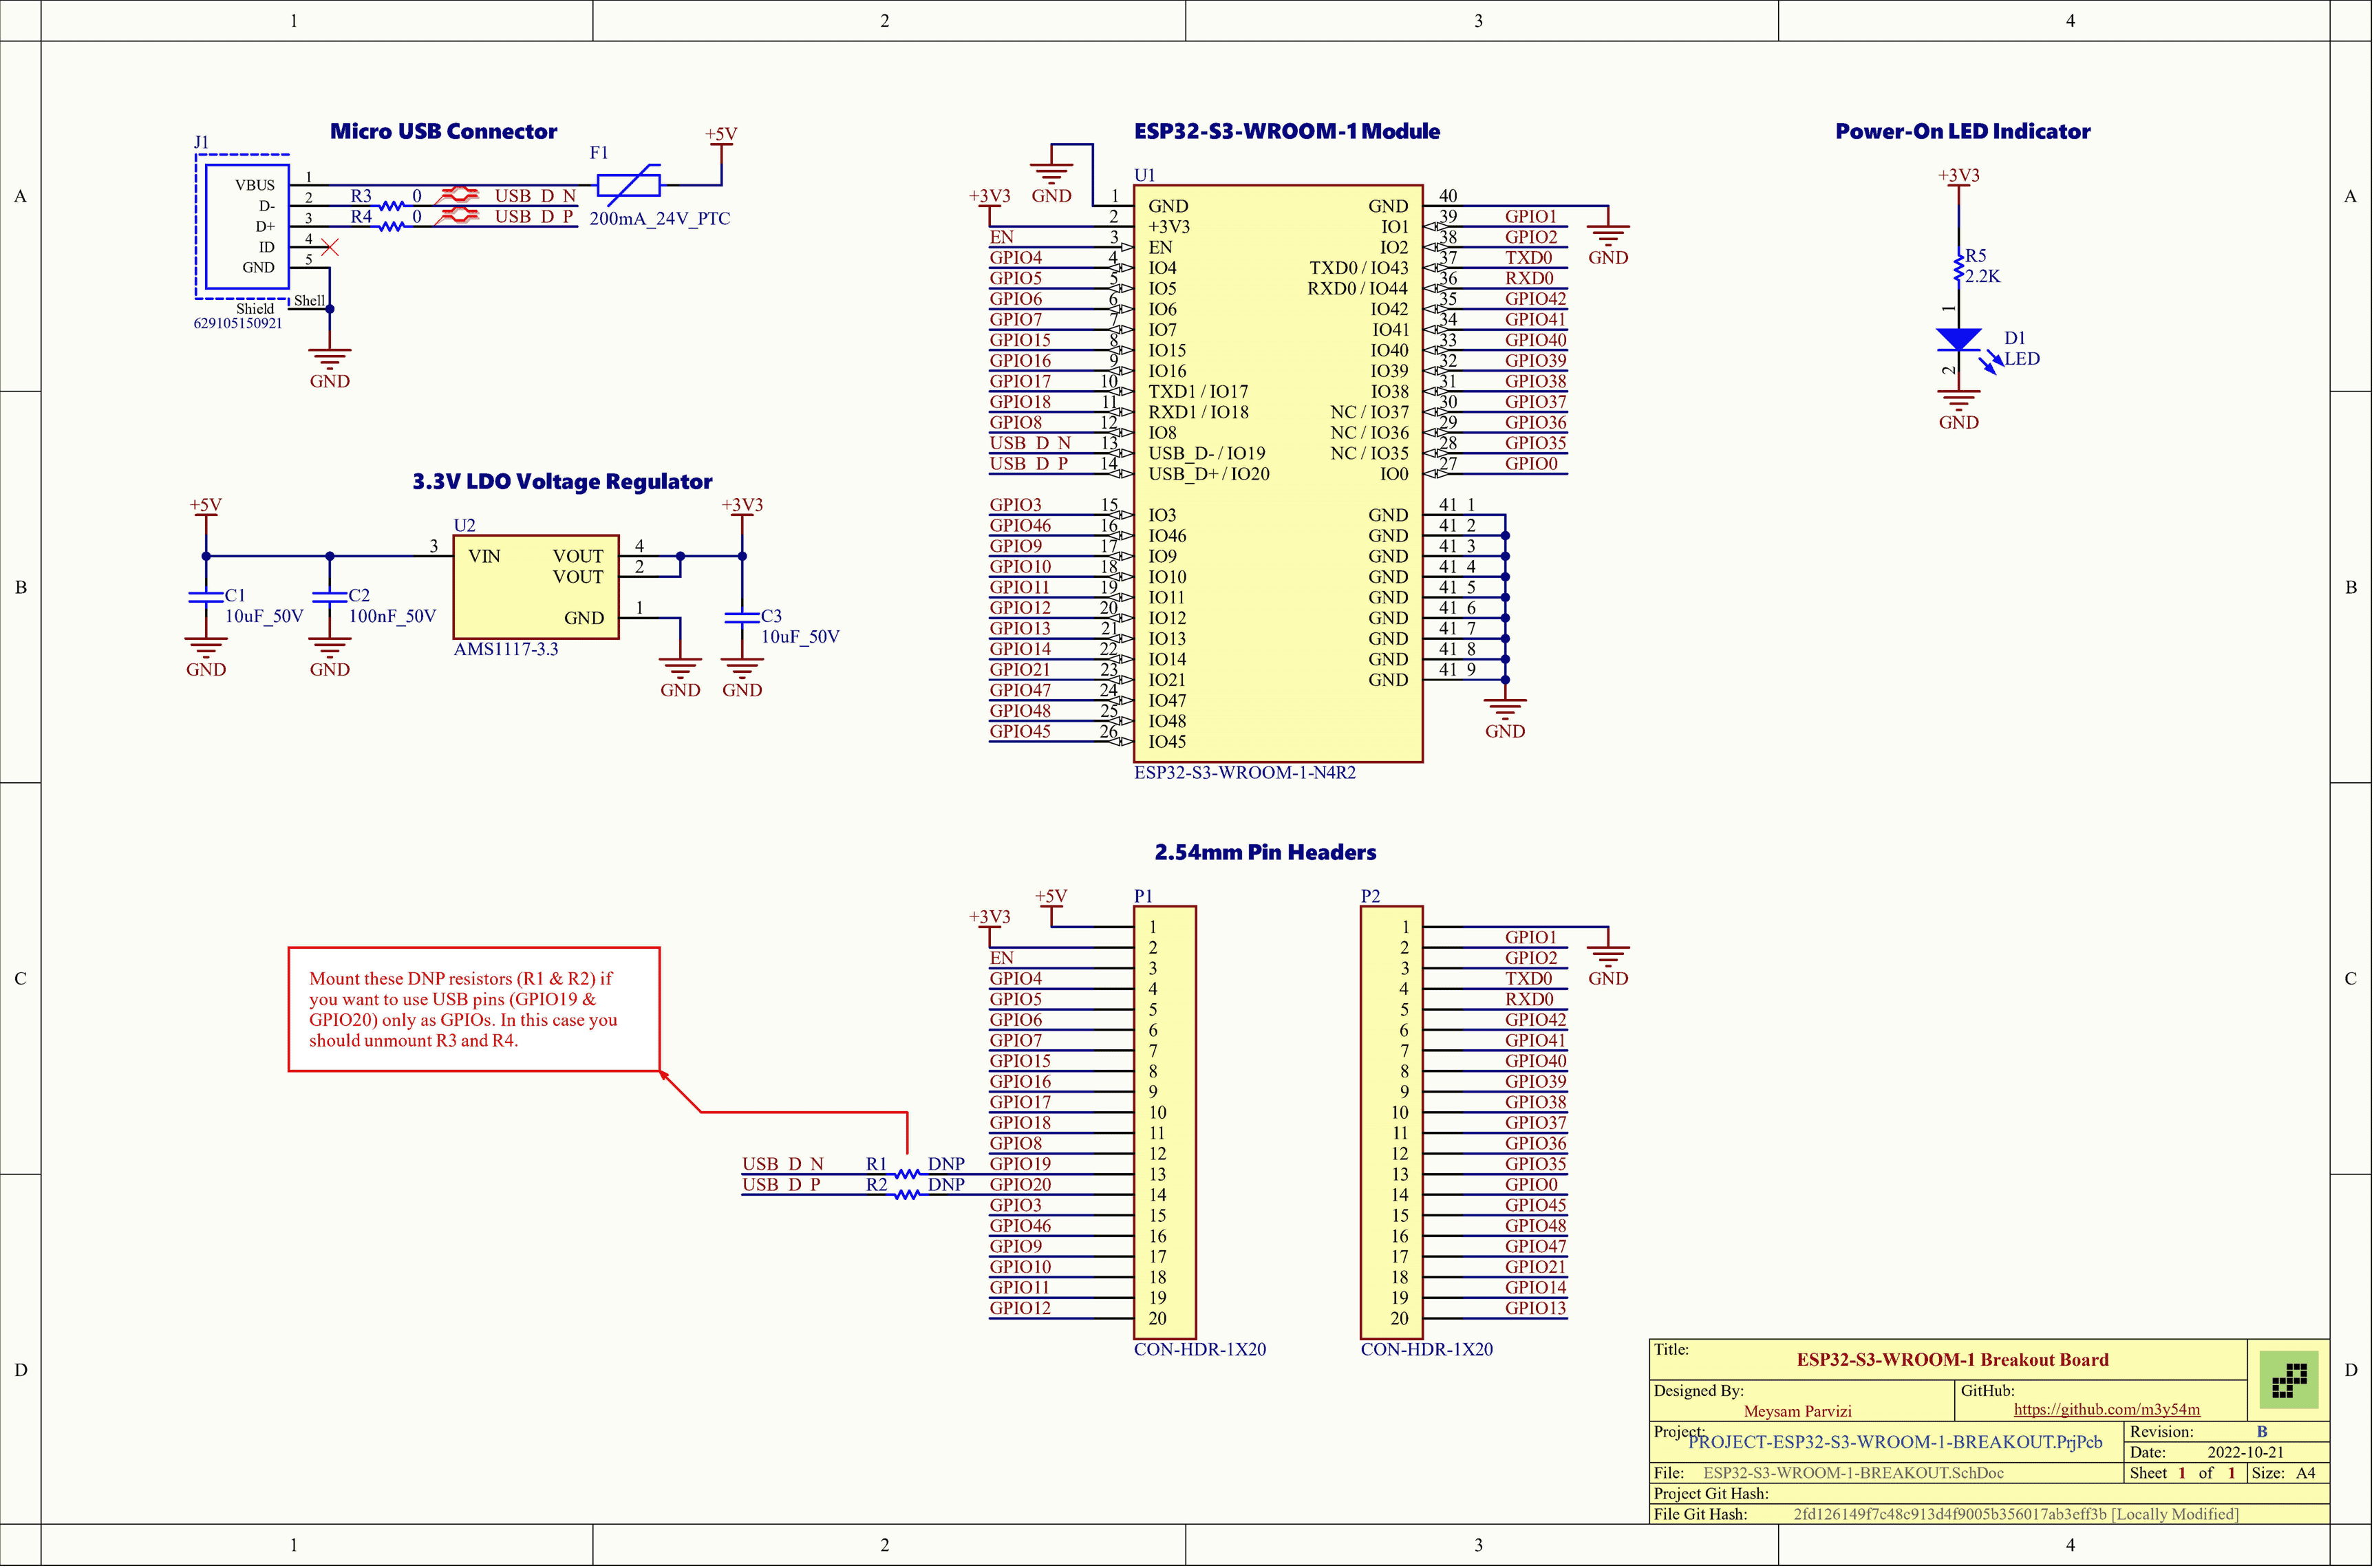 1 2 3 4
A
B
C
D
A
B
C
D
1 2 3 4
Micro USB Connector
J1
VBUS 1
D- 2 R3 0 USB_D_N
D+ 3 R4 0 USB_D_P
ID 4
GND 5
Shell
Shield
629105150921
GND
F1
+5V
200mA_24V_PTC
3.3V LDO Voltage Regulator
+5V
C1
10uF_50V
GND
C2
100nF_50V
GND
U2
3 VIN VOUT 4
VOUT 2
GND 1
AMS1117-3.3
+3V3
C3
10uF_50V
GND
GND
ESP32-S3-WROOM-1 Module
GND
+3V3
U1
1 GND
2 +3V3
EN 3 EN
GPIO4 4 IO4
GPIO5 5 IO5
GPIO6 6 IO6
GPIO7 7 IO7
GPIO15 8 IO15
GPIO16 9 IO16
GPIO17 10 TXD1/IO17
GPIO18 11 RXD1/IO18
GPIO8 12 IO8
USB_D_N 13 USB_D-/IO19
USB_D_P 14 USB_D+/IO20
GPIO3 15 IO3
GPIO46 16 IO46
GPIO9 17 IO9
GPIO10 18 IO10
GPIO11 19 IO11
GPIO12 20 IO12
GPIO13 21 IO13
GPIO14 22 IO14
GPIO21 23 IO21
GPIO47 24 IO47
GPIO48 25 IO48
GPIO45 26 IO45
GND 40
IO1 39 GPIO1
IO2 38 GPIO2
TXD0/IO43 37 TXD0
RXD0/IO44 36 RXD0
IO42 35 GPIO42
IO41 34 GPIO41
IO40 33 GPIO40
IO39 32 GPIO39
IO38 31 GPIO38
NC/IO37 30 GPIO37
NC/IO36 29 GPIO36
NC/IO35 28 GPIO35
IO0 27 GPIO0
GND 41_1
GND 41_2
GND 41_3
GND 41_4
GND 41_5
GND 41_6
GND 41_7
GND 41_8
GND 41_9
GND
GND
ESP32-S3-WROOM-1-N4R2
Power-On LED Indicator
+3V3
R5
2.2K
1
D1
LED
2
GND
2.54mm Pin Headers
+5V
+3V3
P1
1
2
EN 3
GPIO4 4
GPIO5 5
GPIO6 6
GPIO7 7
GPIO15 8
GPIO16 9
GPIO17 10
GPIO18 11
GPIO8 12
USB_D_N R1 DNP GPIO19 13
USB_D_P R2 DNP GPIO20 14
GPIO3 15
GPIO46 16
GPIO9 17
GPIO10 18
GPIO11 19
GPIO12 20
CON-HDR-1X20
P2
1
GND
2 GPIO1
3 GPIO2
4 TXD0
5 RXD0
6 GPIO42
7 GPIO41
8 GPIO40
9 GPIO39
10 GPIO38
11 GPIO37
12 GPIO36
13 GPIO35
14 GPIO0
15 GPIO45
16 GPIO48
17 GPIO47
18 GPIO21
19 GPIO14
20 GPIO13
CON-HDR-1X20
Mount these DNP resistors (R1 & R2) if
you want to use USB pins (GPIO19 &
GPIO20) only as GPIOs. In this case you
should unmount R3 and R4.
Title:
ESP32-S3-WROOM-1 Breakout Board
Designed By:
Meysam Parvizi
GitHub:
https://github.com/m3y54m
Project:
PROJECT-ESP32-S3-WROOM-1-BREAKOUT.PrjPcb
Revision: B
Date: 2022-10-21
File: ESP32-S3-WROOM-1-BREAKOUT.SchDoc
Sheet 1 of 1 Size: A4
Project Git Hash:
File Git Hash: 2fd126149f7c48c913d4f9005b356017ab3eff3b [Locally Modified]